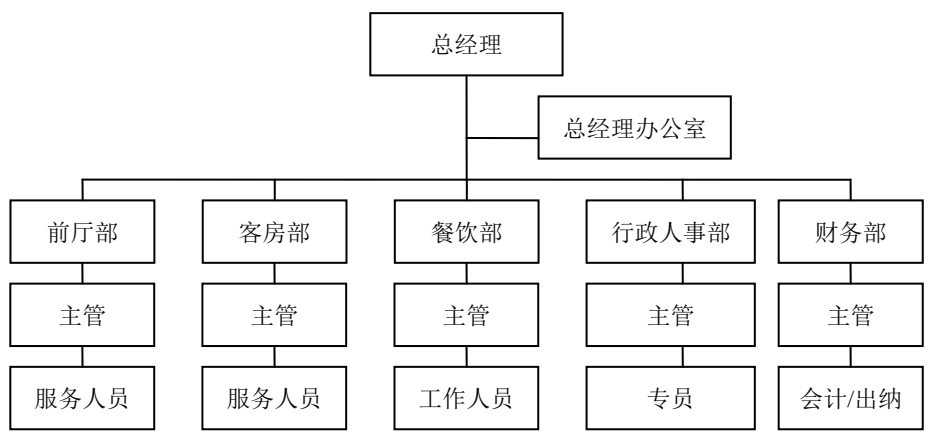 总经理
总经理办公室
前厅部
客房部
餐饮部
行政人事部
财务部
主管
主管
主管
主管
主管
服务人员
服务人员
工作人员
专员
会计/出纳